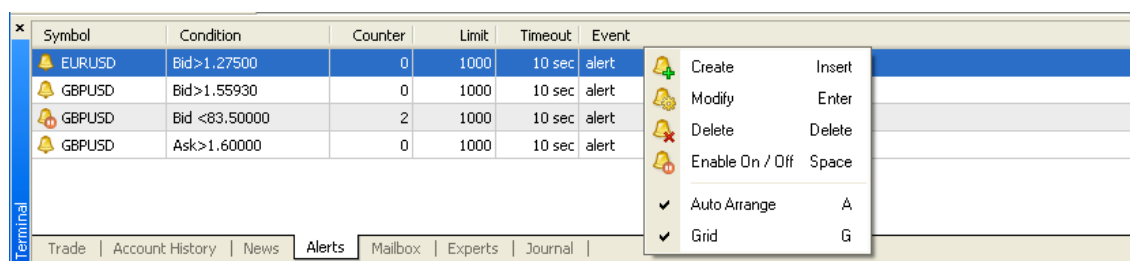 Symbol Condition Counter Limit Timeout Event
EURUSD Bid>1.27500 0 1000 10 sec alert
GBPUSD Bid>1.55930 0 1000 10 sec alert
GBPUSD Bid <83.50000 2 1000 10 sec alert
GBPUSD Ask>1.60000 0 1000 10 sec alert
Create Insert
Modify Enter
Delete Delete
Enable On / Off Space
Auto Arrange A
Grid G
Trade | Account History | News Alerts Mailbox | Experts | Journal |
Terminal